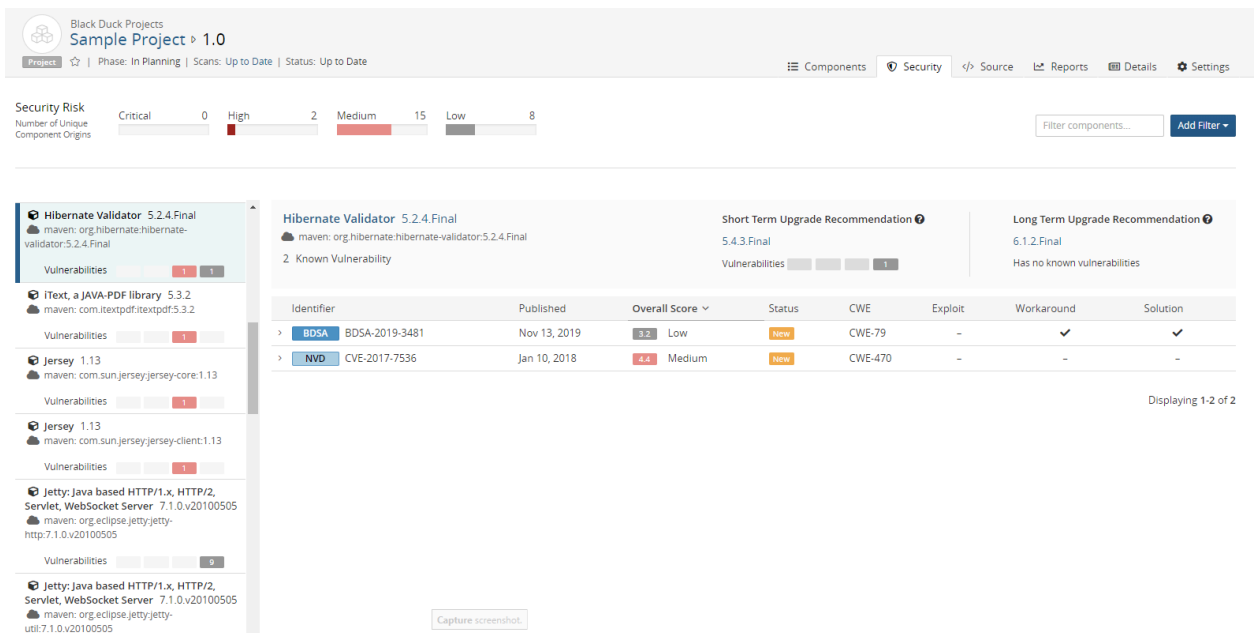 Black Duck Projects
Sample Project 1.0
Project | Phase: In Planning | Scans: Up to Date | Status: Up to Date
Components Security </> Source Reports Details Settings
Security Risk
Number of Unique
Component Origins
Critical 0 High 2 Medium 15 Low 8
Filter components...
Add Filter
Hibernate Validator 5.2.4.Final
maven: org.hibernate:hibernate-
validator:5.2.4.Final
Vulnerabilities 1 1
iText, a JAVA-PDF library 5.3.2
maven: com.itextpdf:itextpdf:5.3.2
Vulnerabilities 1
Jersey 1.13
maven: com.sun.jersey:jersey-core:1.13
Vulnerabilities 1
Jersey 1.13
maven: com.sun.jersey:jersey-client:1.13
Vulnerabilities 1
Jetty: Java based HTTP/1.x, HTTP/2,
Servlet, WebSocket Server 7.1.0.v20100505
maven: org.eclipse.jetty:jetty-
http:7.1.0.v20100505
Vulnerabilities 9
Jetty: Java based HTTP/1.x, HTTP/2,
Servlet, WebSocket Server 7.1.0.v20100505
maven: org.eclipse.jetty:jetty-
util:7.1.0.v20100505
Hibernate Validator 5.2.4.Final
maven: org.hibernate:hibernate-validator:5.2.4.Final
2 Known Vulnerability
Short Term Upgrade Recommendation ?
5.4.3.Final
Vulnerabilities 1
Long Term Upgrade Recommendation ?
6.1.2.Final
Has no known vulnerabilities
Identifier Published Overall Score Status CWE Exploit Workaround Solution
BDSA BDSA-2019-3481 Nov 13, 2019 3.2 Low New CWE-79 – ✔ ✔
NVD CVE-2017-7536 Jan 10, 2018 4.4 Medium New CWE-470 – – –
Displaying 1-2 of 2
Capture screenshot.